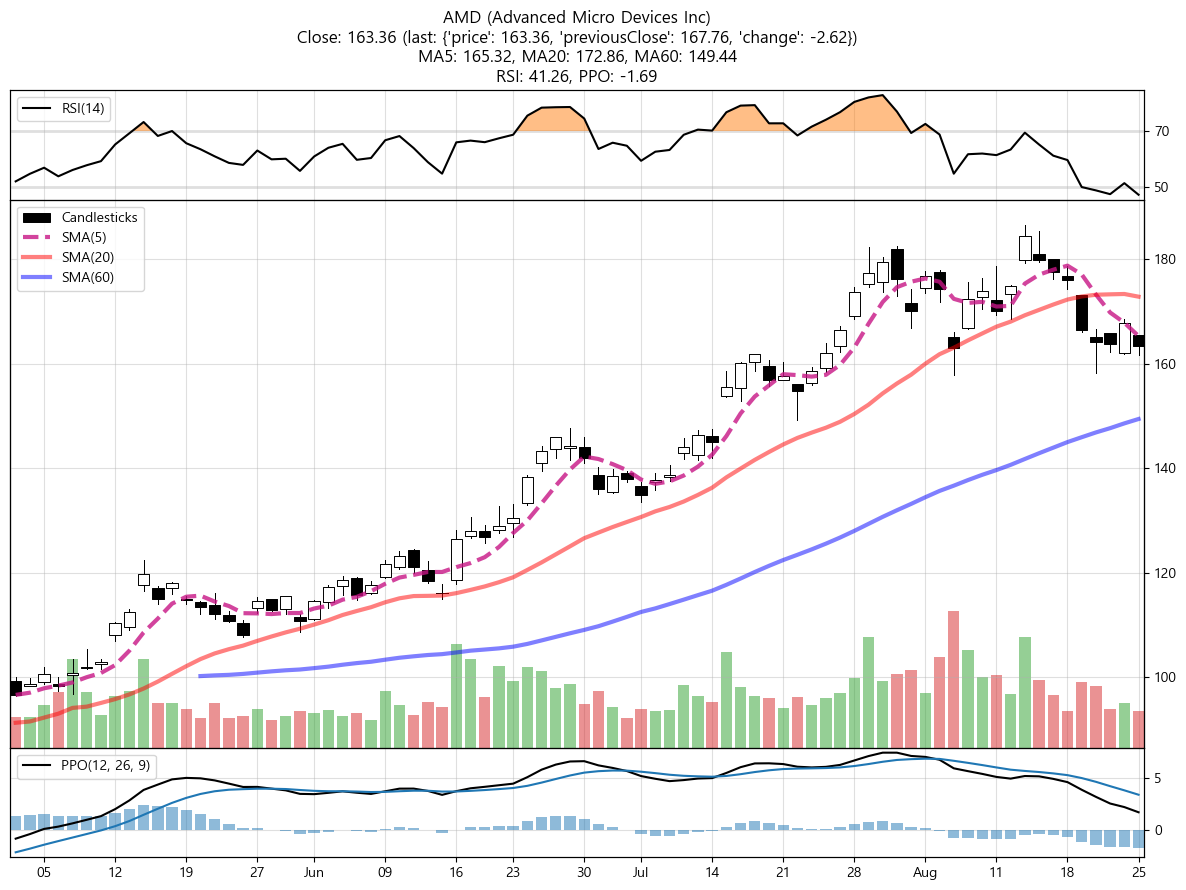 AMD (Advanced Micro Devices Inc)
Close: 163.36 (last: {'price': 163.36, 'previousClose': 167.76, 'change': -2.62})
MA5: 165.32, MA20: 172.86, MA60: 149.44
RSI: 41.26, PPO: -1.69
RSI(14)
70
50
Candlesticks
SMA(5)
SMA(20)
SMA(60)
180
160
140
120
100
PPO(12, 26, 9)
5
0
05 12 19 27 Jun 09 16 23 Jul 14 21 28 Aug 11 18 25